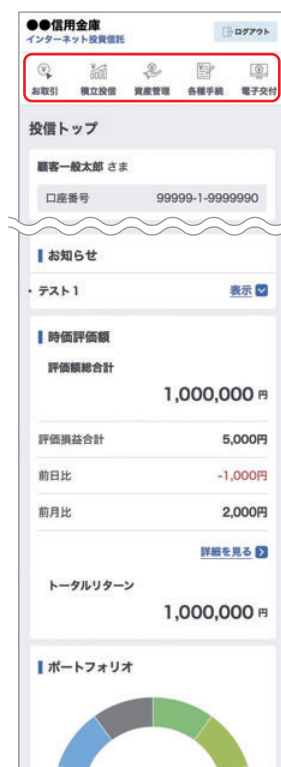 ●●信用金庫
インターネット投資信託
ログアウト
お取引 積立投信 資産管理 各種手続 電子交付
投信トップ
顧客一般太郎 さま
口座番号 99999-1-9999990
お知らせ
・テスト1 表示
時価評価額
評価額総合計
1,000,000 円
評価損益合計 5,000円
前日比 -1,000円
前月比 2,000円
詳細を見る
トータルリターン
1,000,000 円
ポートフォリオ